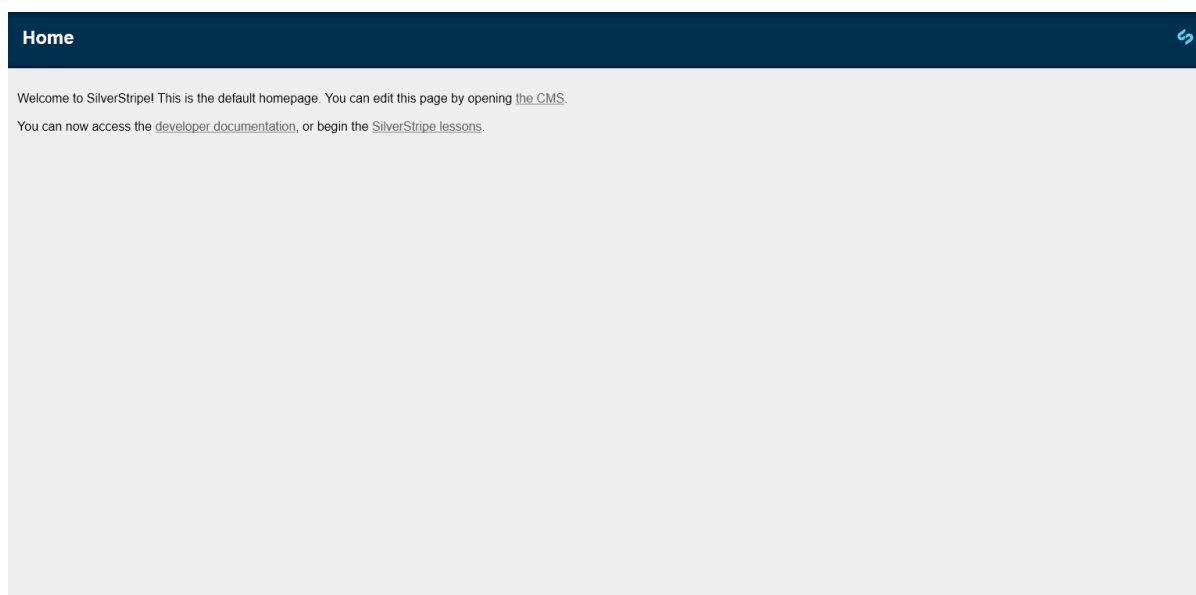 Home
Welcome to SilverStripe! This is the default homepage. You can edit this page by opening the CMS.
You can now access the developer documentation, or begin the SilverStripe lessons.